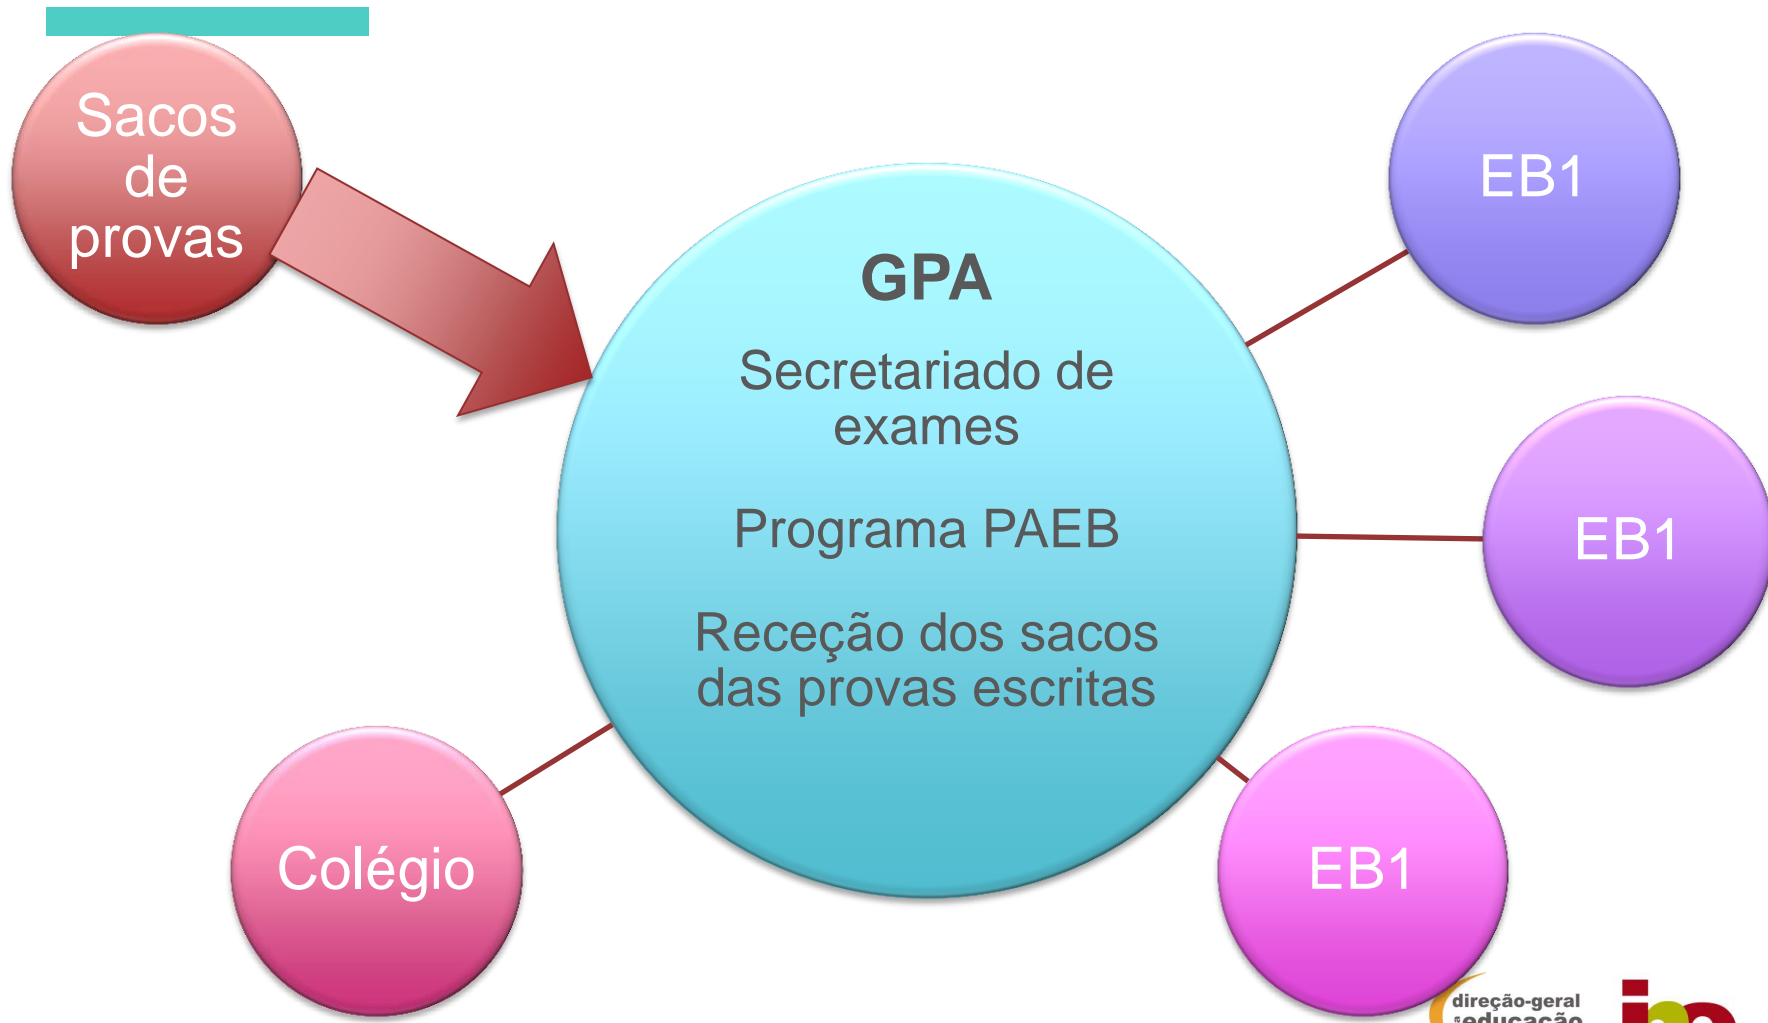 Sacos
de
provas
EB1
GPA
Secretariado de
exames
Programa PAEB
EB1
Receção dos sacos
das provas escritas
Colégio
EB1
direção-geral
educação